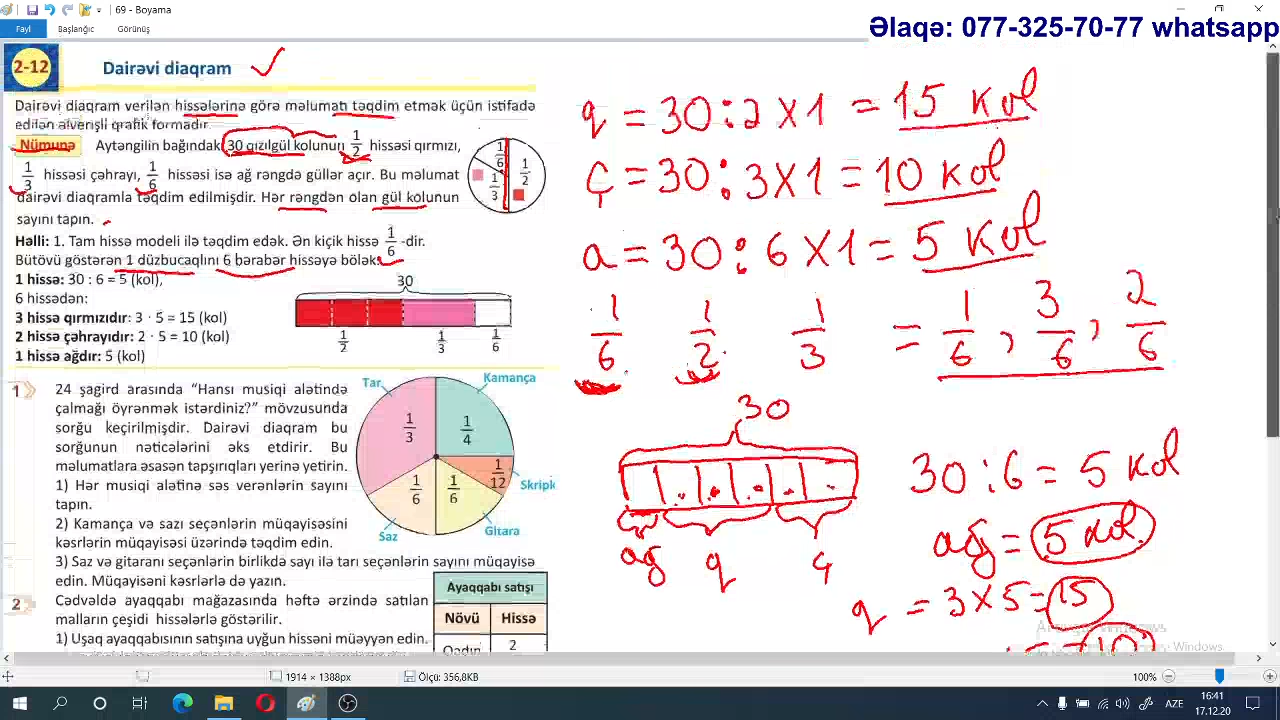 69 - Boyama
Əlaqə: 077-325-70-77 whatsapp
Fayl Başlanğıc Görünüş
2-12 Dairəvi diaqram
Dairəvi diaqram verilən hissələrinə görə məlumatı təqdim etmək üçün istifadə
edilən əlverişli qrafik formadır.
Nümunə Aytəngilin bağındakı 30 qızılgül kolunun 1/2 hissəsi qırmızı,
1/3 hissəsi çəhrayı, 1/6 hissəsi isə ağ rəngdə güllər açır. Bu məlumat
dairəvi diaqramla təqdim edilmişdir. Hər rəngdən olan gül kolunun
sayını tapın.
1/6 1/2 1/3
Həlli: 1. Tam hissə modeli ilə təqdim edək. Ən kiçik hissə 1/6 -dir.
Bütövü göstərən 1 düzbucaqlını 6 bərabər hissəyə bölək.
1 hissə: 30 : 6 = 5 (kol),
6 hissədən:
3 hissə qırmızıdır: 3 · 5 = 15 (kol)
2 hissə çəhrayıdır: 2 · 5 = 10 (kol)
1 hissə ağdır: 5 (kol)
30
1/2 1/3 1/6
1 24 şagird arasında “Hansı musiqi alətində
çalmağı öyrənmək istərdiniz?” mövzusunda
sorğu keçirilmişdir. Dairəvi diaqram bu
sorğunun nəticələrini əks etdirir. Bu
məlumatlara əsasən tapşırıqları yerinə yetirin.
1) Hər musiqi alətinə səs verənlərin sayını
tapın.
2) Kamança və sazı seçənlərin müqayisəsini
kəsrlərin müqayisəsi üzərində təqdim edin.
3) Saz və gitaranı seçənlərin birlikdə sayı ilə tarı seçənlərin sayını müqayisə
edin. Müqayisəni kəsrlərlə də yazın.
Tar Kamança
1/3 1/4
1/12 Skripk
1/6 1/6
Saz Gitara
2 Cədvəldə ayaqqabı mağazasında həftə ərzində satılan
malların çeşidi hissələrlə göstərilir.
1) Uşaq ayaqqabısının satışına uyğun hissəni müəyyən edin.
Ayaqqabı satışı
Növü Hissə
Qadın 2
q = 30 : 2 x 1 = 15 kol
ç = 30 : 3 x 1 = 10 kol
a = 30 : 6 x 1 = 5 kol
1/6 1/2 1/3 = 1/6 , 3/6 , 2/6
30
ağ q ç
30 : 6 = 5 kol
ağ = 5 kol
q = 3 x 5 = 15
10
1914 × 1388px Ölçü: 356,8KB 100%
AZE 16:41
17.12.20